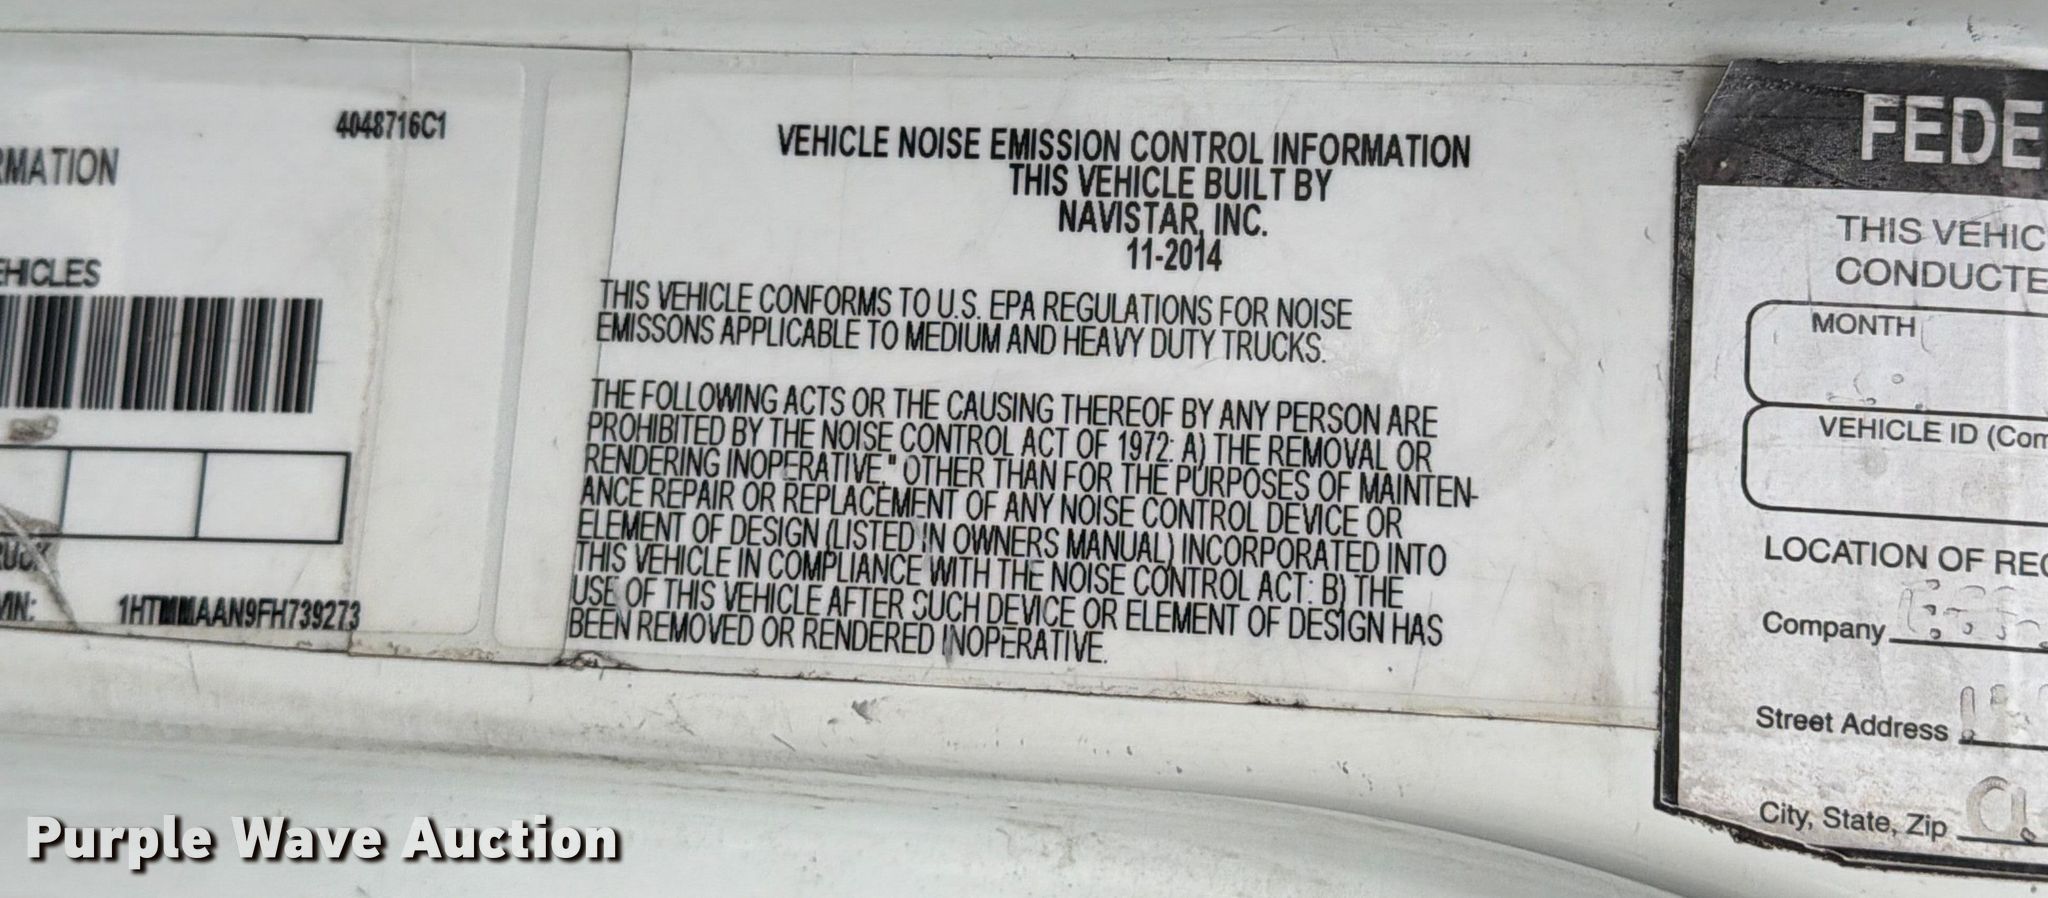 4048716C1
RMATION
EHICLES
RUCK
VIN: 1HTMMAAN9FH739273
VEHICLE NOISE EMISSION CONTROL INFORMATION
THIS VEHICLE BUILT BY
NAVISTAR, INC.
11-2014
THIS VEHICLE CONFORMS TO U.S. EPA REGULATIONS FOR NOISE
EMISSONS APPLICABLE TO MEDIUM AND HEAVY DUTY TRUCKS.
THE FOLLOWING ACTS OR THE CAUSING THEREOF BY ANY PERSON ARE
PROHIBITED BY THE NOISE CONTROL ACT OF 1972: A) THE REMOVAL OR
RENDERING INOPERATIVE," OTHER THAN FOR THE PURPOSES OF MAINTEN-
ANCE REPAIR OR REPLACEMENT OF ANY NOISE CONTROL DEVICE OR
ELEMENT OF DESIGN (LISTED IN OWNERS MANUAL) INCORPORATED INTO
THIS VEHICLE IN COMPLIANCE WITH THE NOISE CONTROL ACT: B) THE
USE OF THIS VEHICLE AFTER SUCH DEVICE OR ELEMENT OF DESIGN HAS
BEEN REMOVED OR RENDERED INOPERATIVE.
FEDE
THIS VEHIC
CONDUCTE
MONTH
VEHICLE ID (Com
LOCATION OF REC
Company
Street Address
City, State, Zip
Purple Wave Auction